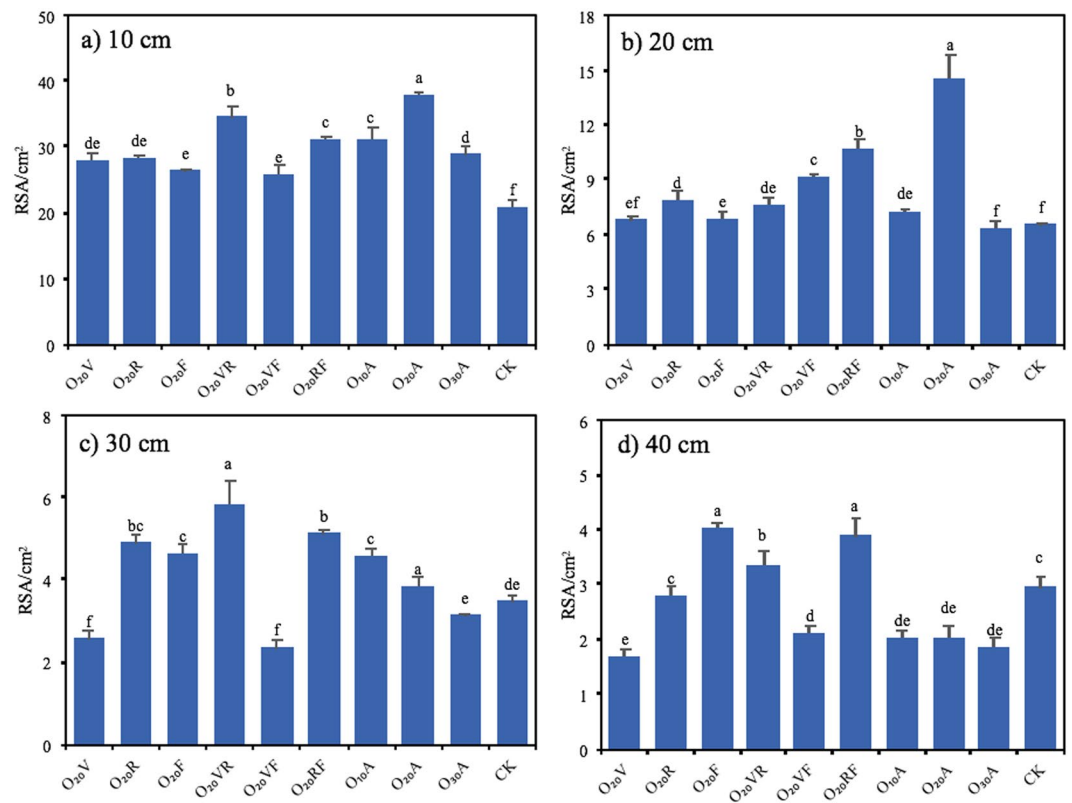 a) 10 cm
RSA/cm²
50
40
30
20
10
0
de
de
e
b
e
c
c
a
d
f
O₂₀V
O₂₀R
O₂₀F
O₂₀VR
O₂₀VF
O₂₀RF
O₁₀A
O₂₀A
O₃₀A
CK
b) 20 cm
RSA/cm²
18
15
12
9
6
3
0
ef
d
e
de
c
b
de
a
f
f
O₂₀V
O₂₀R
O₂₀F
O₂₀VR
O₂₀VF
O₂₀RF
O₁₀A
O₂₀A
O₃₀A
CK
c) 30 cm
RSA/cm²
8
6
4
2
0
f
bc
c
a
f
b
c
a
e
de
O₂₀V
O₂₀R
O₂₀F
O₂₀VR
O₂₀VF
O₂₀RF
O₁₀A
O₂₀A
O₃₀A
CK
d) 40 cm
RSA/cm²
6
5
4
3
2
1
0
e
c
a
b
d
a
de
de
de
c
O₂₀V
O₂₀R
O₂₀F
O₂₀VR
O₂₀VF
O₂₀RF
O₁₀A
O₂₀A
O₃₀A
CK